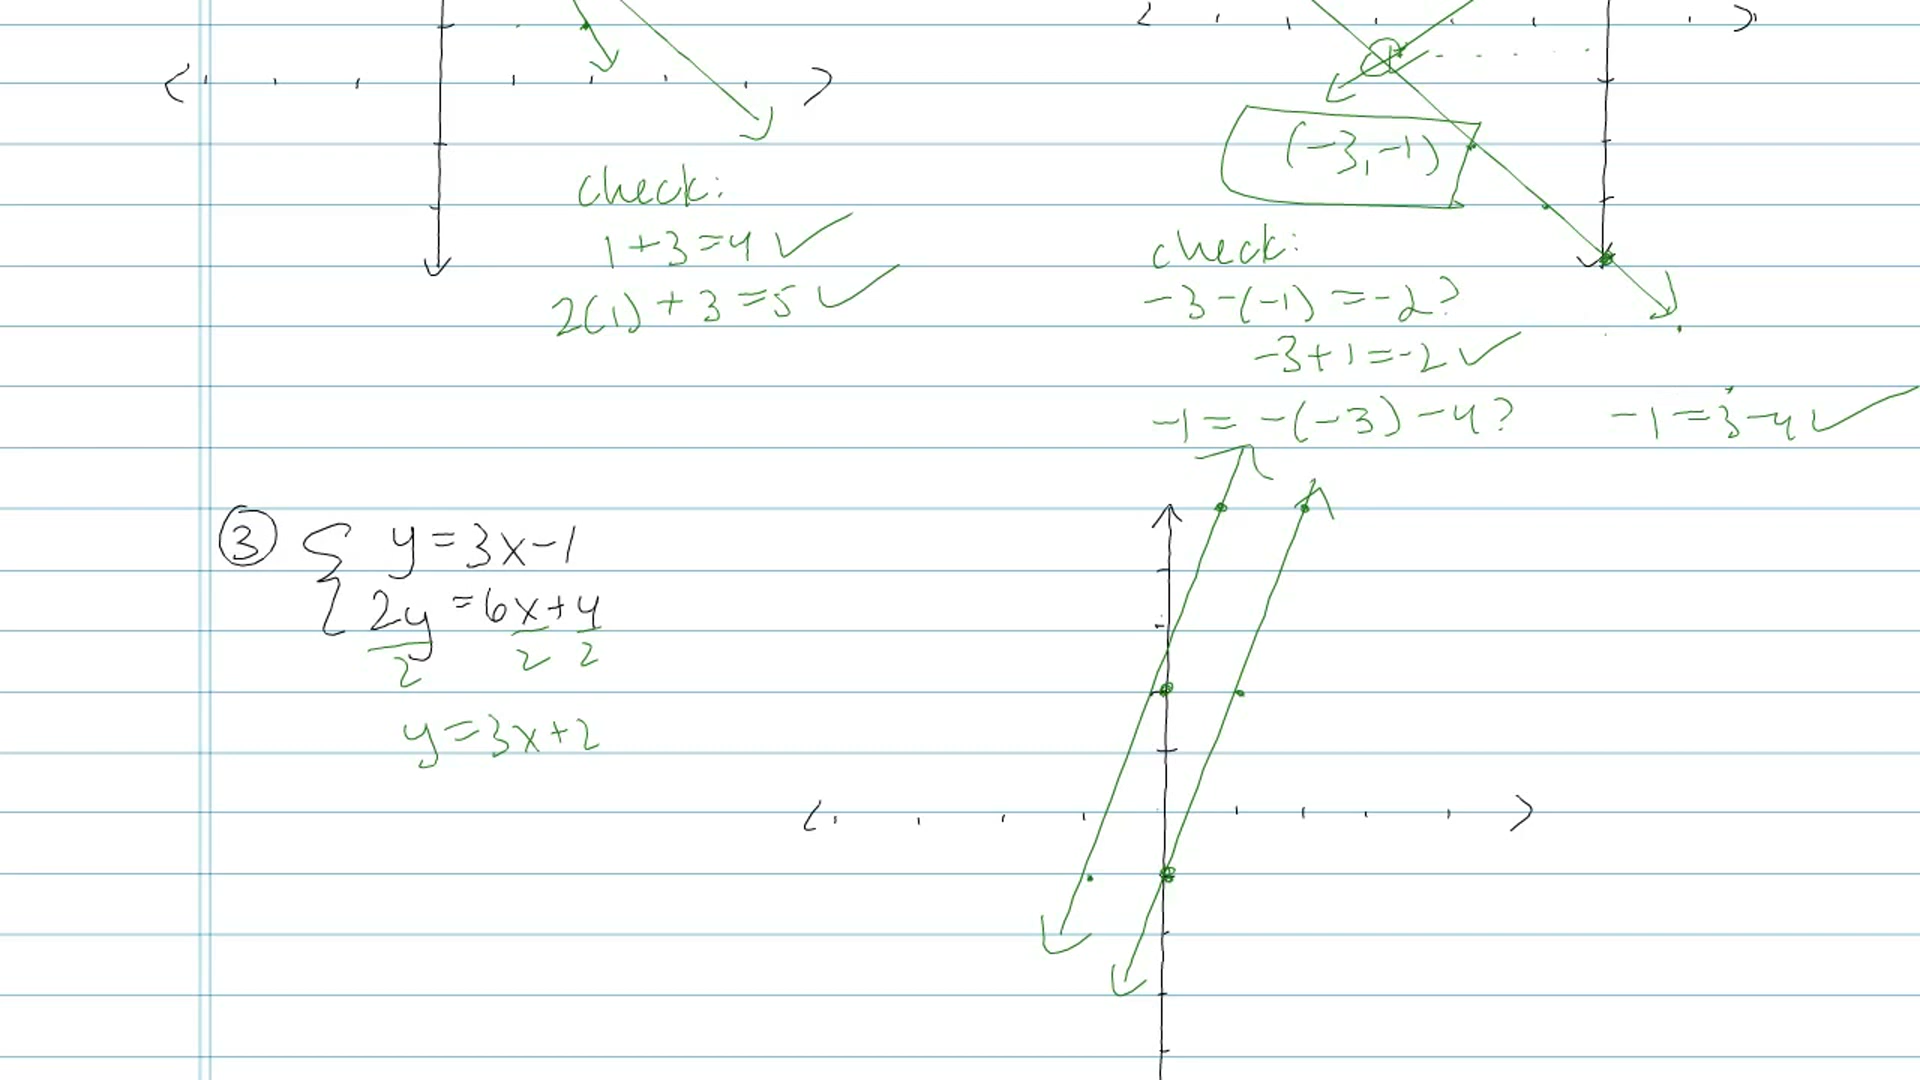 check:
1+3=4 ✓
2(1)+3=5 ✓
(-3,-1)
check:
-3-(-1)=-2?
-3+1=-2 ✓
-1=-(-3)-4? -1=3-4 ✓
③ { y=3x-1
2y=6x+4
2 2 2
y=3x+2